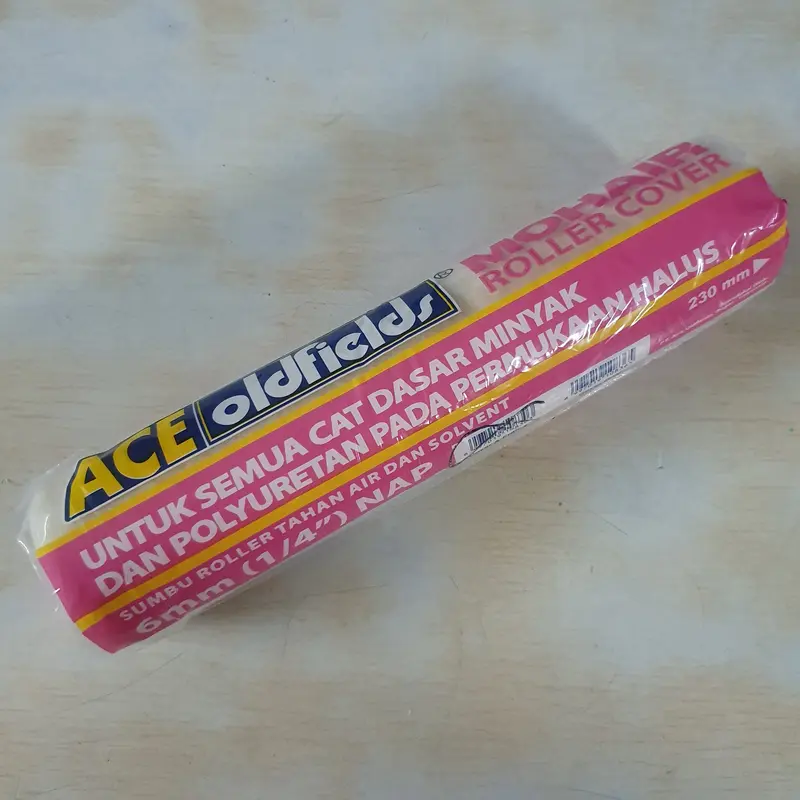 ACE oldfields®
MOHAIR
ROLLER COVER
UNTUK SEMUA CAT DASAR MINYAK
DAN POLYURETAN PADA PERMUKAAN HALUS
230 mm
SUMBU ROLLER TAHAN AIR DAN SOLVENT
6mm (1/4") NAP